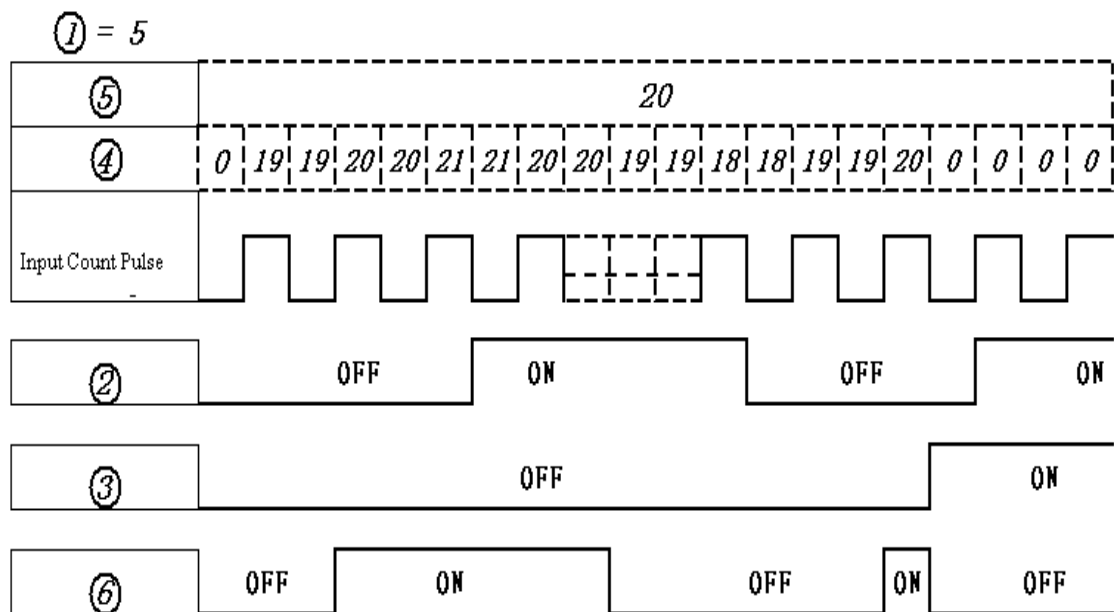 ① = 5
⑤ 20
④ 0 19 19 20 20 21 21 20 20 19 19 18 18 19 19 20 0 0 0 0
Input Count Pulse
② OFF ON OFF ON
③ OFF ON
⑥ OFF ON OFF ON OFF